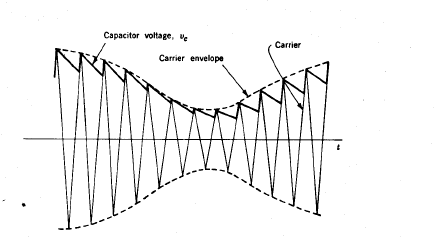 Capacitor voltage, v_c
Carrier
Carrier envelope
t